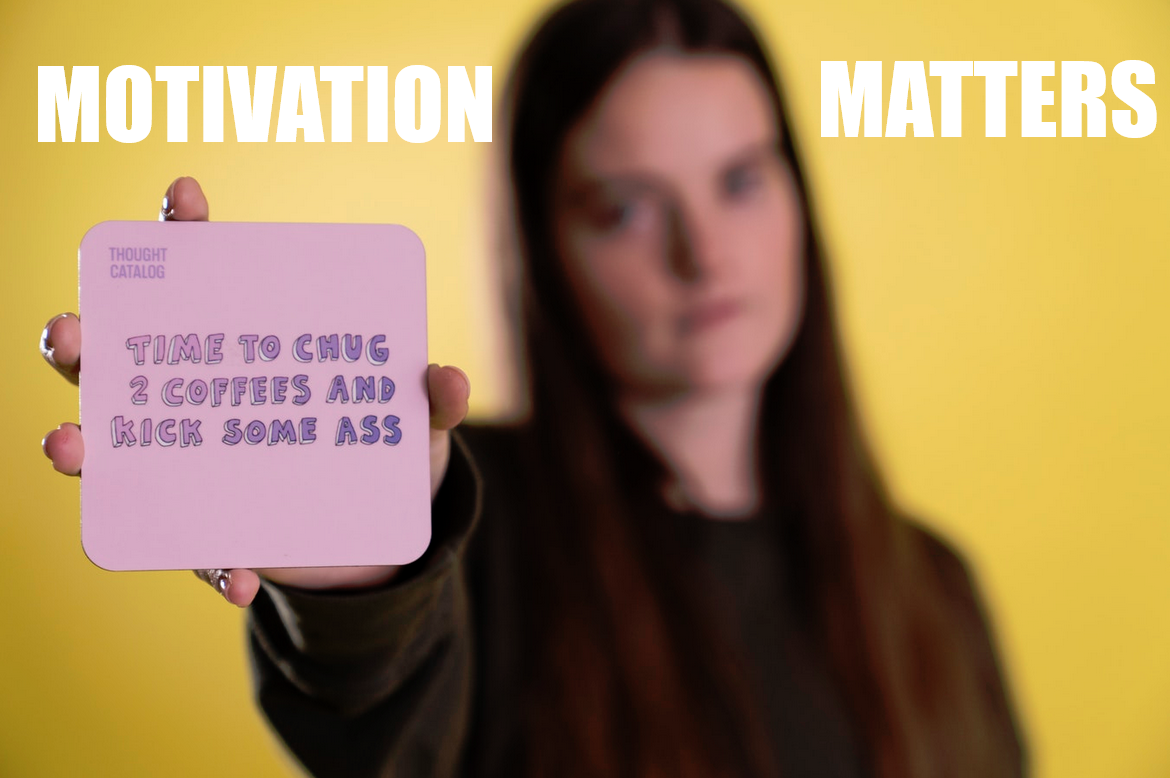 MOTIVATION MATTERS
THOUGHT
CATALOG
TIME TO CHUG
2 COFFEES AND
KICK SOME ASS